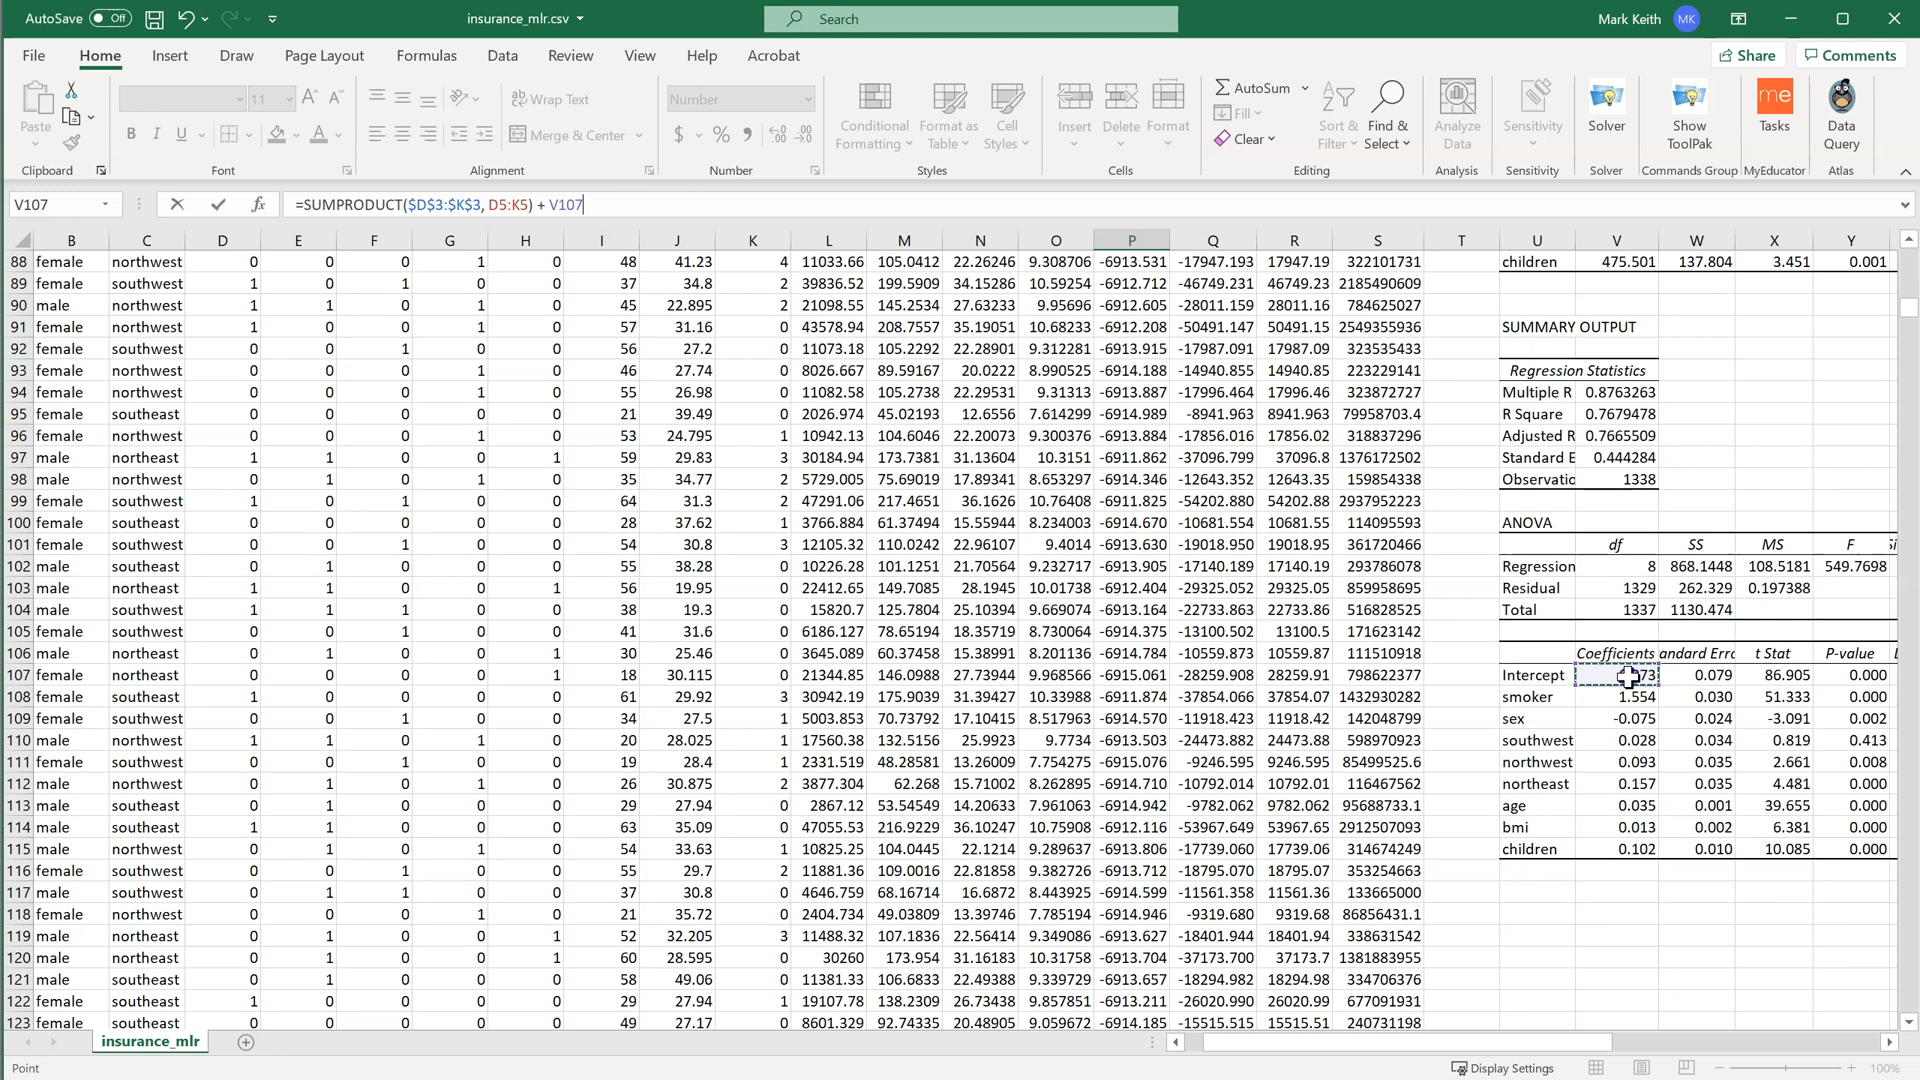 AutoSave Off insurance_mlr.csv Search Mark Keith MK
File Home Insert Draw Page Layout Formulas Data Review View Help Acrobat Share Comments
Paste 11 Wrap Text Merge & Center Number Conditional Formatting Format as Table Cell Styles Insert Delete Format AutoSum Fill Clear Sort & Filter Find & Select Analyze Data Sensitivity Solver Show ToolPak me Tasks Data Query
Clipboard Font Alignment Number Styles Cells Editing Analysis Sensitivity Solver Commands Group MyEducator Atlas
V107 fx =SUMPRODUCT($D$3:$K$3, D5:K5) + V107
B C D E F G H I J K L M N O P Q R S T U V W X Y
88 female northwest 0 0 0 1 0 48 41.23 4 11033.66 105.0412 22.26246 9.308706 -6913.531 -17947.193 17947.19 322101731 children 475.501 137.804 3.451 0.001
89 female southwest 1 0 1 0 0 37 34.8 2 39836.52 199.5909 34.15286 10.59254 -6912.712 -46749.231 46749.23 2185490609
90 male northwest 1 1 0 1 0 45 22.895 2 21098.55 145.2534 27.63233 9.95696 -6912.605 -28011.159 28011.16 784625027
91 female northwest 1 0 0 1 0 57 31.16 0 43578.94 208.7557 35.19051 10.68233 -6912.208 -50491.147 50491.15 2549355936 SUMMARY OUTPUT
92 female southwest 0 0 1 0 0 56 27.2 0 11073.18 105.2292 22.28901 9.312281 -6913.915 -17987.091 17987.09 323535433
93 female northwest 0 0 0 1 0 46 27.74 0 8026.667 89.59167 20.0222 8.990525 -6914.188 -14940.855 14940.85 223229141 Regression Statistics
94 female northwest 0 0 0 1 0 55 26.98 0 11082.58 105.2738 22.29531 9.31313 -6913.887 -17996.464 17996.46 323872727 Multiple R 0.8763263
95 female southeast 0 0 0 0 0 21 39.49 0 2026.974 45.02193 12.6556 7.614299 -6914.989 -8941.963 8941.963 79958703.4 R Square 0.7679478
96 female northwest 0 0 0 1 0 53 24.795 1 10942.13 104.6046 22.20073 9.300376 -6913.884 -17856.016 17856.02 318837296 Adjusted R 0.7665509
97 male northeast 1 1 0 0 1 59 29.83 3 30184.94 173.7381 31.13604 10.3151 -6911.862 -37096.799 37096.8 1376172502 Standard E 0.444284
98 male northwest 0 1 0 1 0 35 34.77 2 5729.005 75.69019 17.89341 8.653297 -6914.346 -12643.352 12643.35 159854338 Observatio 1338
99 female southwest 1 0 1 0 0 64 31.3 2 47291.06 217.4651 36.1626 10.76408 -6911.825 -54202.880 54202.88 2937952223
100 female southeast 0 0 0 0 0 28 37.62 1 3766.884 61.37494 15.55944 8.234003 -6914.670 -10681.554 10681.55 114095593 ANOVA
101 female southwest 0 0 1 0 0 54 30.8 3 12105.32 110.0242 22.96107 9.4014 -6913.630 -19018.950 19018.95 361720466 df SS MS F
102 male southeast 0 1 0 0 0 55 38.28 0 10226.28 101.1251 21.70564 9.232717 -6913.905 -17140.189 17140.19 293786078 Regression 8 868.1448 108.5181 549.7698
103 male northeast 1 1 0 0 1 56 19.95 0 22412.65 149.7085 28.1945 10.01738 -6912.404 -29325.052 29325.05 859958695 Residual 1329 262.329 0.197388
104 male southwest 1 1 1 0 0 38 19.3 0 15820.7 125.7804 25.10394 9.669074 -6913.164 -22733.863 22733.86 516828525 Total 1337 1130.474
105 female southwest 0 0 1 0 0 41 31.6 0 6186.127 78.65194 18.35719 8.730064 -6914.375 -13100.502 13100.5 171623142
106 male northeast 0 1 0 0 1 30 25.46 0 3645.089 60.37458 15.38991 8.201136 -6914.784 -10559.873 10559.87 111510918 Coefficients andard Erro t Stat P-value
107 female northeast 1 0 0 0 1 18 30.115 0 21344.85 146.0988 27.73944 9.968566 -6915.061 -28259.908 28259.91 798622377 Intercept 73 0.079 86.905 0.000
108 female southeast 1 0 0 0 0 61 29.92 3 30942.19 175.9039 31.39427 10.33988 -6911.874 -37854.066 37854.07 1432930282 smoker 1.554 0.030 51.333 0.000
109 female southwest 0 0 1 0 0 34 27.5 1 5003.853 70.73792 17.10415 8.517963 -6914.570 -11918.423 11918.42 142048799 sex -0.075 0.024 -3.091 0.002
110 male northwest 1 1 0 1 0 20 28.025 1 17560.38 132.5156 25.9923 9.7734 -6913.503 -24473.882 24473.88 598970923 southwest 0.028 0.034 0.819 0.413
111 female southwest 0 0 1 0 0 19 28.4 1 2331.519 48.28581 13.26009 7.754275 -6915.076 -9246.595 9246.595 85499525.6 northwest 0.093 0.035 2.661 0.008
112 male northwest 0 1 0 1 0 26 30.875 2 3877.304 62.268 15.71002 8.262895 -6914.710 -10792.014 10792.01 116467562 northeast 0.157 0.035 4.481 0.000
113 male southeast 0 1 0 0 0 29 27.94 1 2867.12 53.54549 14.20633 7.961063 -6914.942 -9782.062 9782.062 95688733.1 age 0.035 0.001 39.655 0.000
114 male southeast 1 1 0 0 0 63 35.09 0 47055.53 216.9229 36.10247 10.75908 -6912.116 -53967.649 53967.65 2912507093 bmi 0.013 0.002 6.381 0.000
115 male northwest 0 1 0 1 0 54 33.63 1 10825.25 104.0445 22.1214 9.289637 -6913.806 -17739.060 17739.06 314674249 children 0.102 0.010 10.085 0.000
116 female southwest 0 0 1 0 0 55 29.7 2 11881.36 109.0016 22.81858 9.382726 -6913.712 -18795.070 18795.07 353254663
117 male southwest 0 1 1 0 0 37 30.8 0 4646.759 68.16714 16.6872 8.443925 -6914.599 -11561.358 11561.36 133665000
118 female northwest 0 0 0 1 0 21 35.72 0 2404.734 49.03809 13.39746 7.785194 -6914.946 -9319.680 9319.68 86856431.1
119 male northeast 0 1 0 0 1 52 32.205 3 11488.32 107.1836 22.56414 9.349086 -6913.627 -18401.944 18401.94 338631542
120 male northeast 0 1 0 0 1 60 28.595 0 30260 173.954 31.16183 10.31758 -6913.704 -37173.700 37173.7 1381883955
121 male southeast 0 1 0 0 0 58 49.06 0 11381.33 106.6833 22.49388 9.339729 -6913.657 -18294.982 18294.98 334706376
122 female southeast 1 0 0 0 0 29 27.94 1 19107.78 138.2309 26.73438 9.857851 -6913.211 -26020.990 26020.99 677091931
123 female southeast 0 0 0 0 0 49 27.17 0 8601.329 92.74335 20.48905 9.059672 -6914.185 -15515.515 15515.51 240731198
insurance_mlr
Point Display Settings 100%